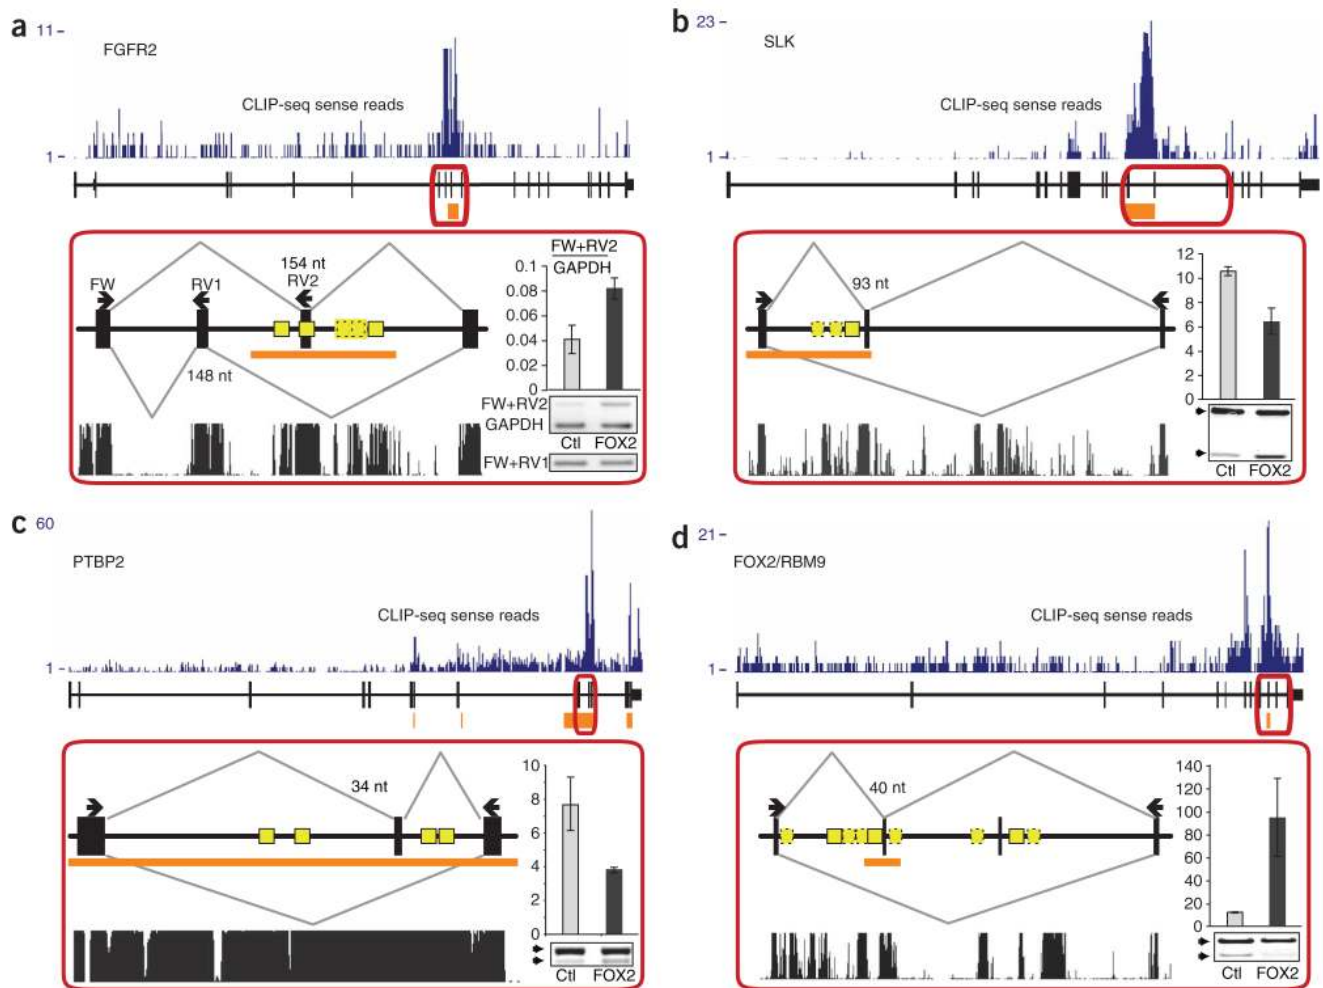 a
11
FGFR2
CLIP-seq sense reads
1
FW
RV1
154 nt
RV2
148 nt
FW+RV2
GAPDH
0.1
0.08
0.06
0.04
0.02
0
FW+RV2
GAPDH
Ctl FOX2
FW+RV1
b
23
SLK
CLIP-seq sense reads
1
93 nt
12
10
8
6
4
2
0
Ctl FOX2
c
60
PTBP2
CLIP-seq sense reads
1
34 nt
10
8
6
4
2
0
Ctl FOX2
d
21
FOX2/RBM9
CLIP-seq sense reads
1
40 nt
140
120
100
80
60
40
20
0
Ctl FOX2